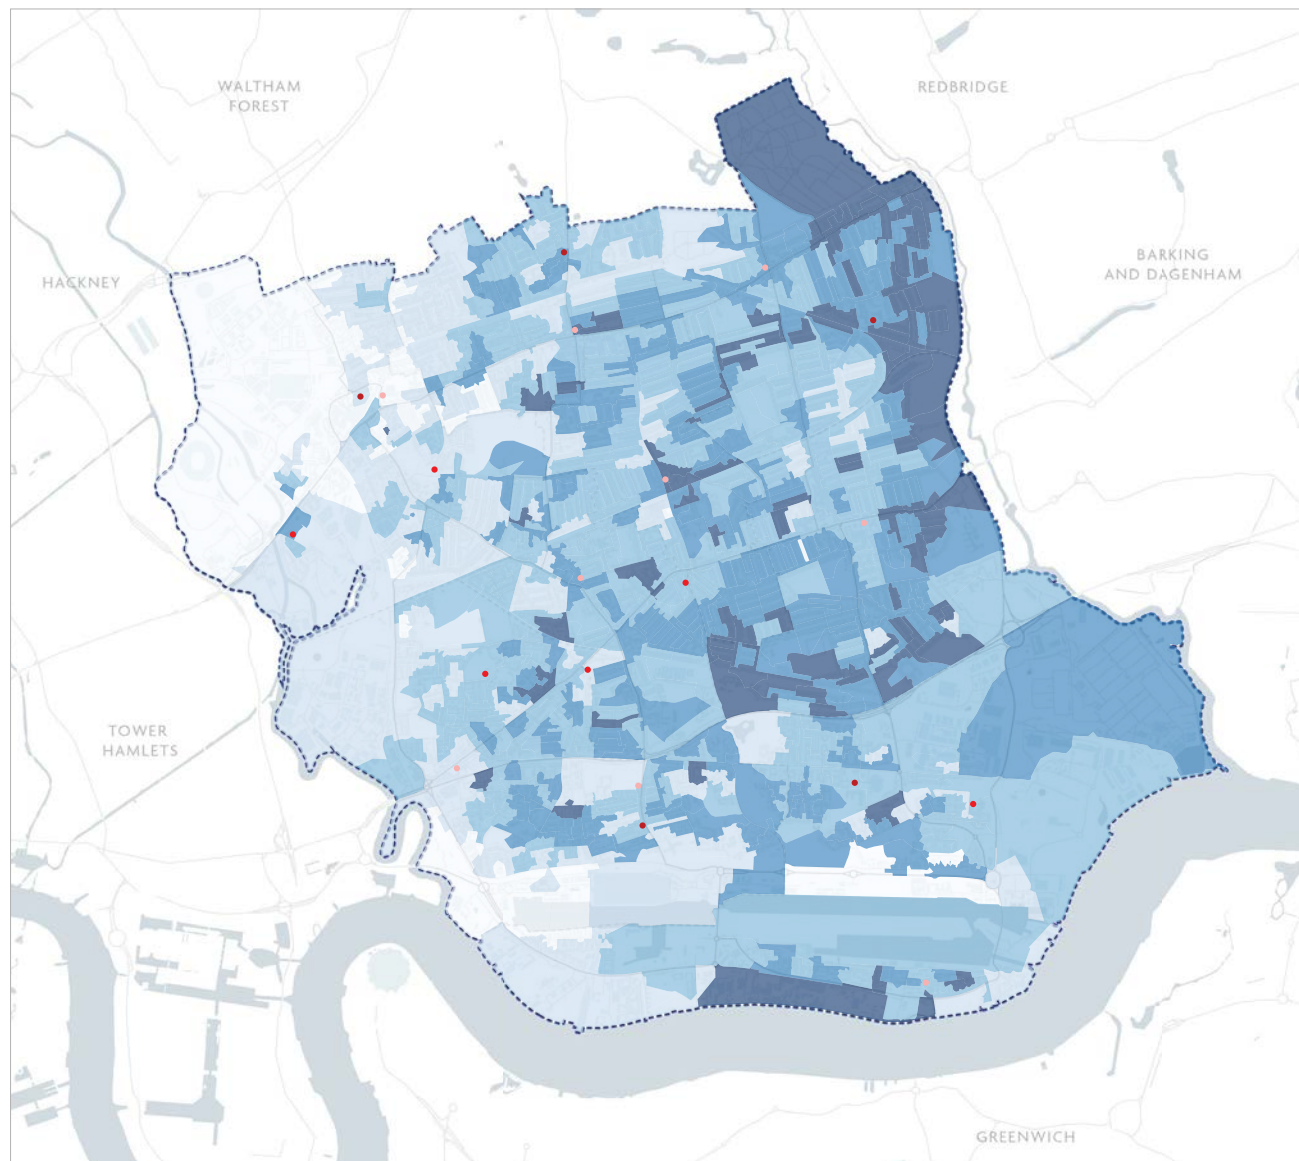 WALTHAM
FOREST
REDBRIDGE
HACKNEY
BARKING
AND DAGENHAM
TOWER
HAMLETS
GREENWICH